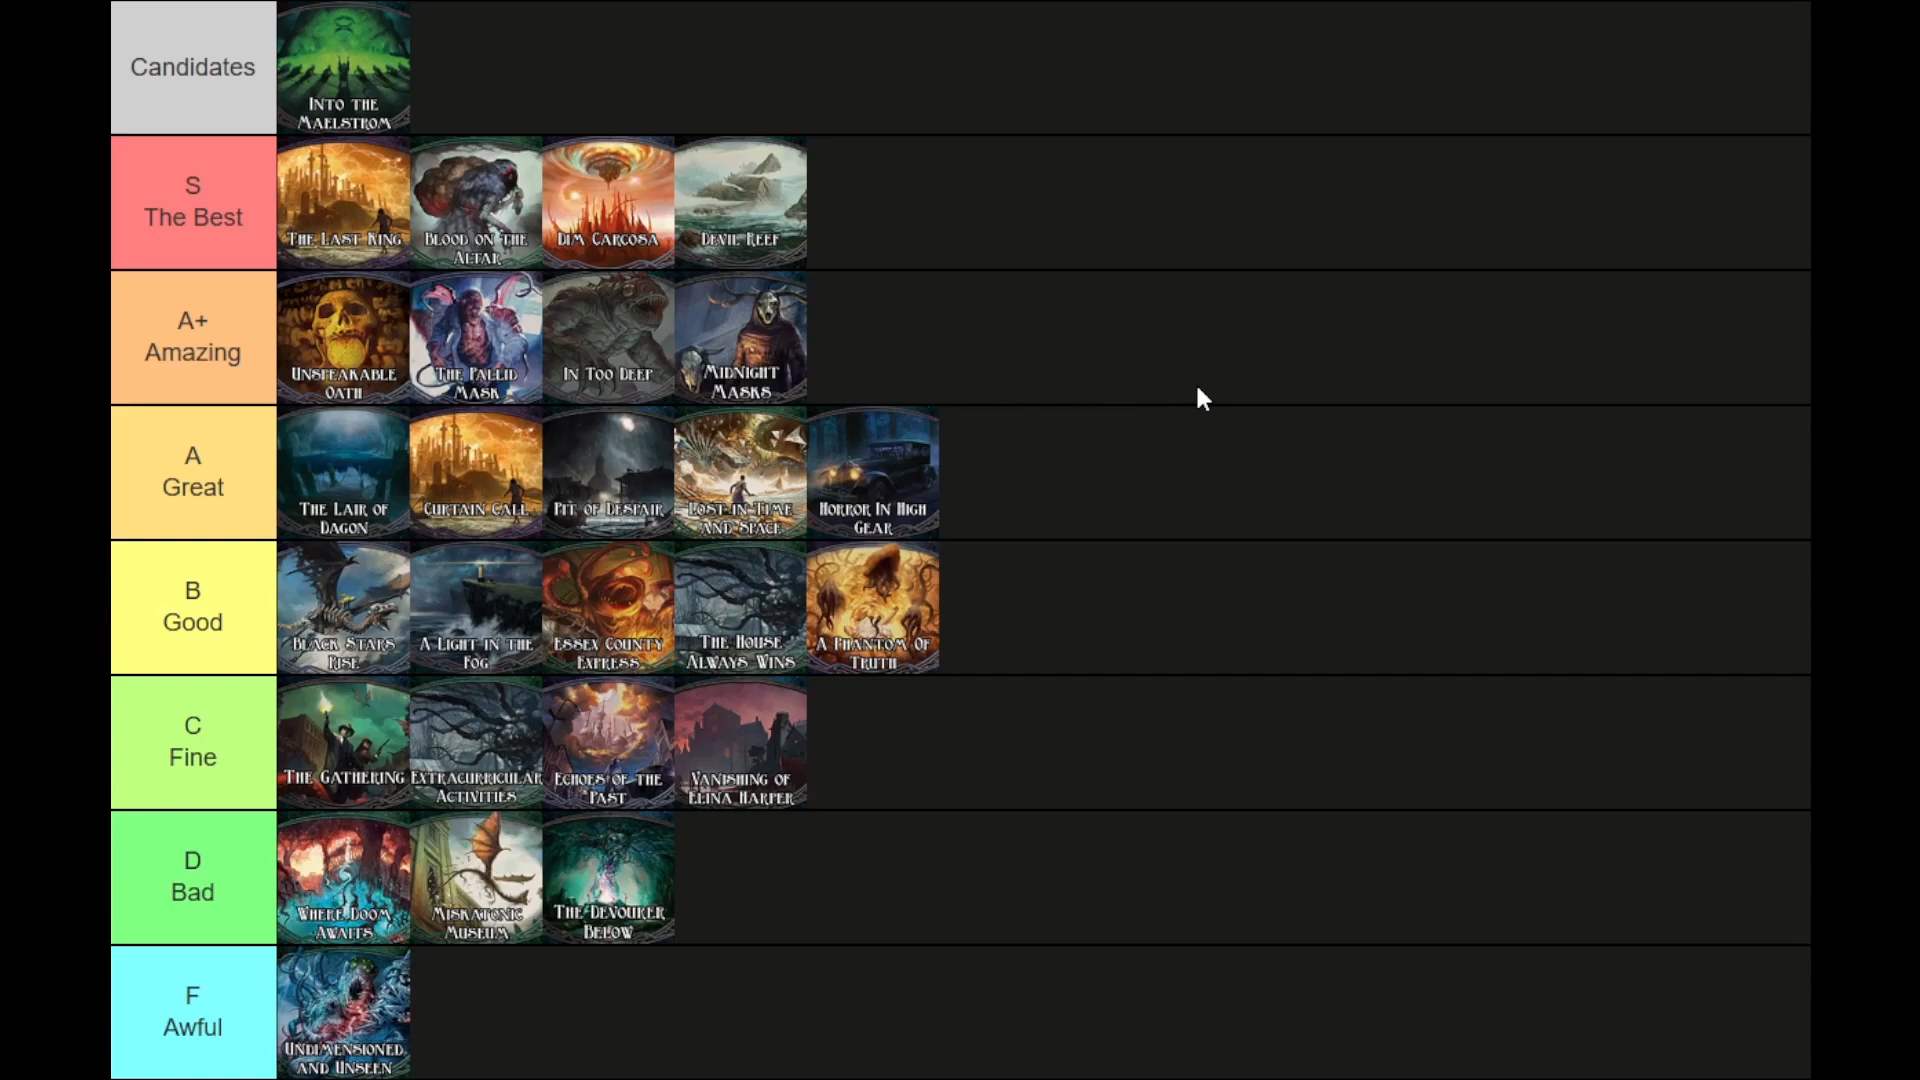 Candidates
INTO THE
MAELSTROM
S
The Best
THE LAST KING
BLOOD ON THE
ALTAR
DIM CARCOSA
DEVIL REEF
A+
Amazing
UNSPEAKABLE
OATH
THE PALLID
MASK
IN TOO DEEP
MIDNIGHT
MASKS
A
Great
THE LAIR OF
DAGON
CURTAIN CALL
PIT OF DESPAIR
LOST IN TIME
AND SPACE
HORROR IN HIGH
GEAR
B
Good
BLACK STARS
RISE
A LIGHT IN THE
FOG
ESSEX COUNTY
EXPRESS
THE HOUSE
ALWAYS WINS
A PHANTOM OF
TRUTH
C
Fine
THE GATHERING
EXTRACURRICULAR
ACTIVITIES
ECHOES OF THE
PAST
VANISHING OF
ELINA HARPER
D
Bad
WHERE DOOM
AWAITS
MISKATONIC
MUSEUM
THE DEVOURER
BELOW
F
Awful
UNDIMENSIONED
AND UNSEEN